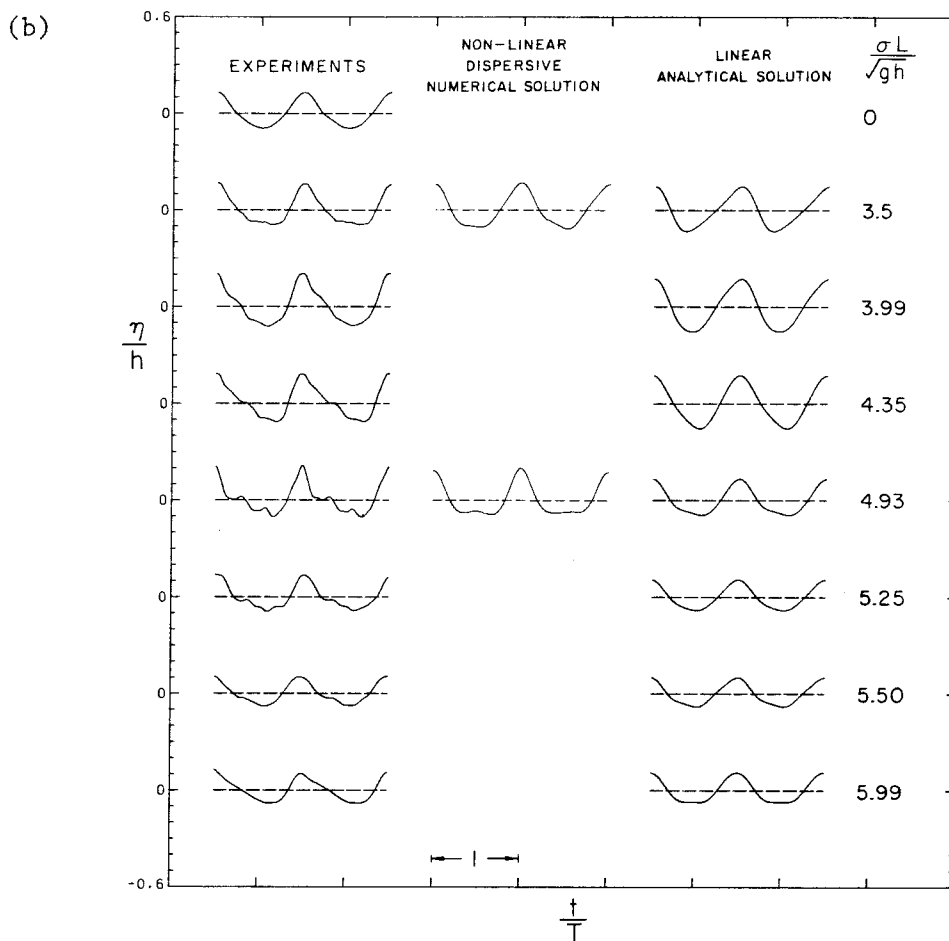 (b)
0.6
EXPERIMENTS
NON-LINEAR
DISPERSIVE
NUMERICAL SOLUTION
LINEAR
ANALYTICAL SOLUTION
σL
√gh
0
0
0
3.5
0
3.99
η
h
0
4.35
0
4.93
0
5.25
0
5.50
0
5.99
1
-0.6
t
T